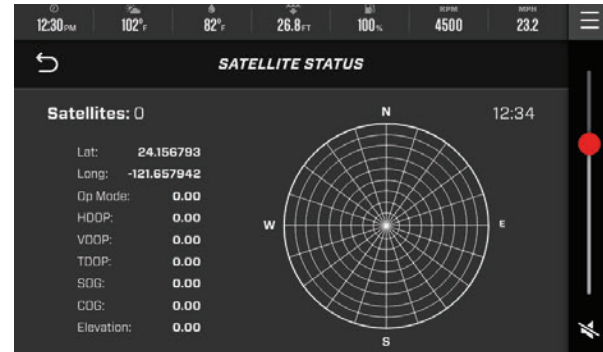 12:30PM 102°F 82°F 26.8FT 100% RPM 4500 MPH 23.2
SATELLITE STATUS
Satellites: 0
12:34
Lat: 24.156793
Long: -121.657942
Op Mode: 0.00
HDOP: 0.00
VDOP: 0.00
TDOP: 0.00
SOG: 0.00
COG: 0.00
Elevation: 0.00
N
W
E
S